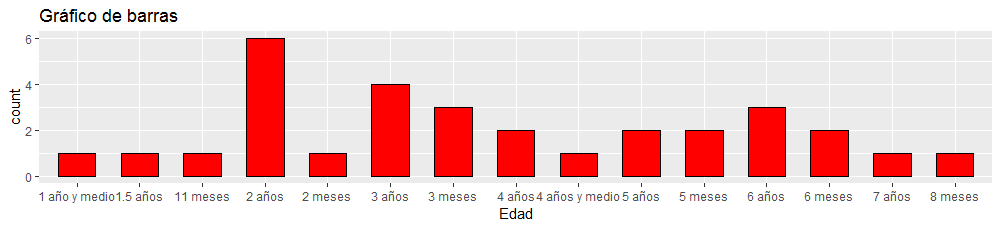 Gráfico de barras
6
4
2
0
count
1 año y medio 1.5 años 11 meses 2 años 2 meses 3 años 3 meses 4 años 4 años y medio 5 años 5 meses 6 años 6 meses 7 años 8 meses
Edad